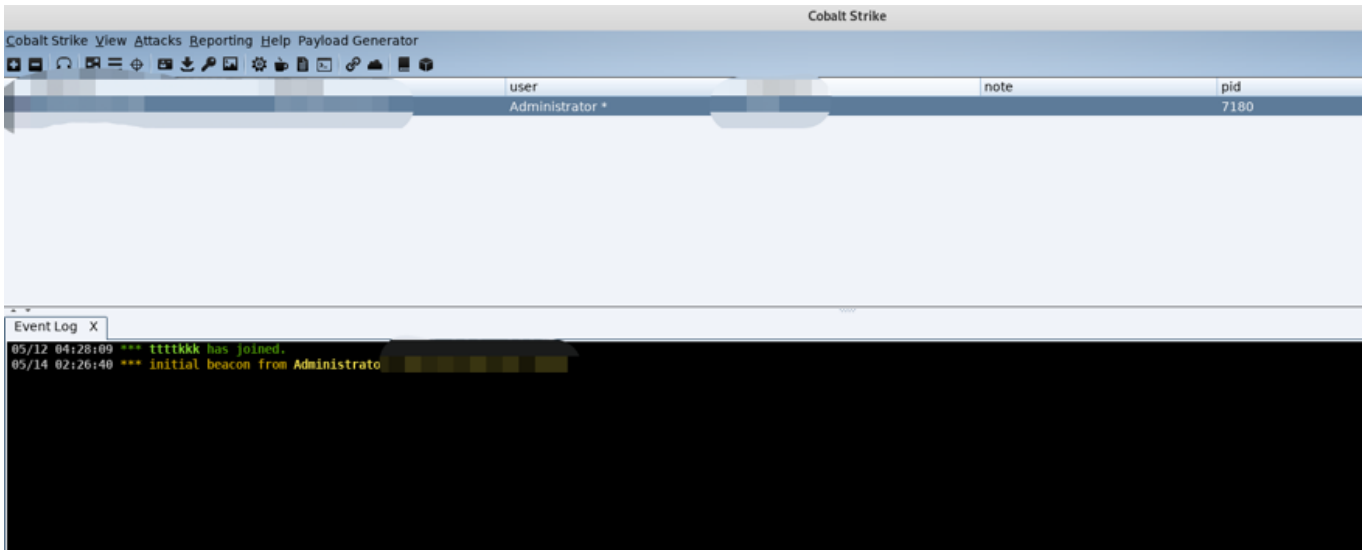 Cobalt Strike
Cobalt Strike View Attacks Reporting Help Payload Generator
user note pid
Administrator * 7180
Event Log X
05/12 04:28:09 *** ttttkkk has joined.
05/14 02:26:40 *** initial beacon from Administrato